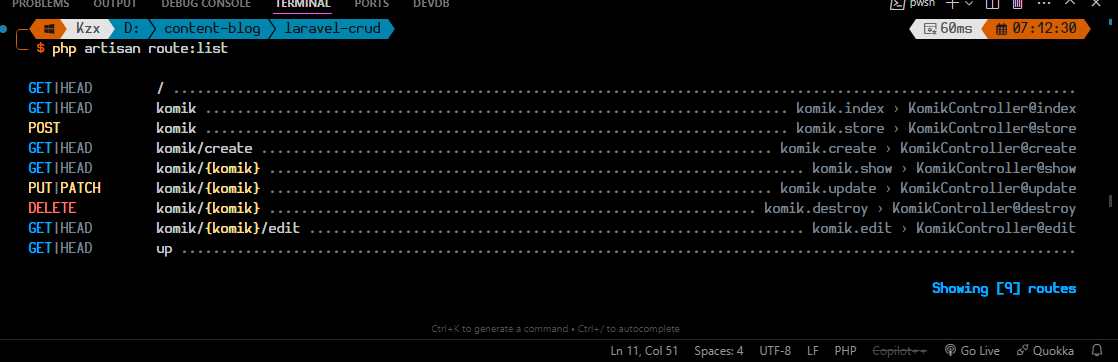 PROBLEMS OUTPUT DEBUG CONSOLE TERMINAL PORTS DEVDB pwsh
Kzx D: content-blog laravel-crud 60ms 07:12:30
$ php artisan route:list
GET|HEAD / ................................................................................................................
GET|HEAD komik ......................................................................... komik.index › KomikController@index
POST komik ......................................................................... komik.store › KomikController@store
GET|HEAD komik/create ................................................................ komik.create › KomikController@create
GET|HEAD komik/{komik} ................................................................... komik.show › KomikController@show
PUT|PATCH komik/{komik} ............................................................... komik.update › KomikController@update
DELETE komik/{komik} .............................................................. komik.destroy › KomikController@destroy
GET|HEAD komik/{komik}/edit .............................................................. komik.edit › KomikController@edit
GET|HEAD up ...............................................................................................................
Showing [9] routes
Ctrl+K to generate a command • Ctrl+/ to autocomplete
Ln 11, Col 51 Spaces: 4 UTF-8 LF PHP Copilot++ Go Live Quokka